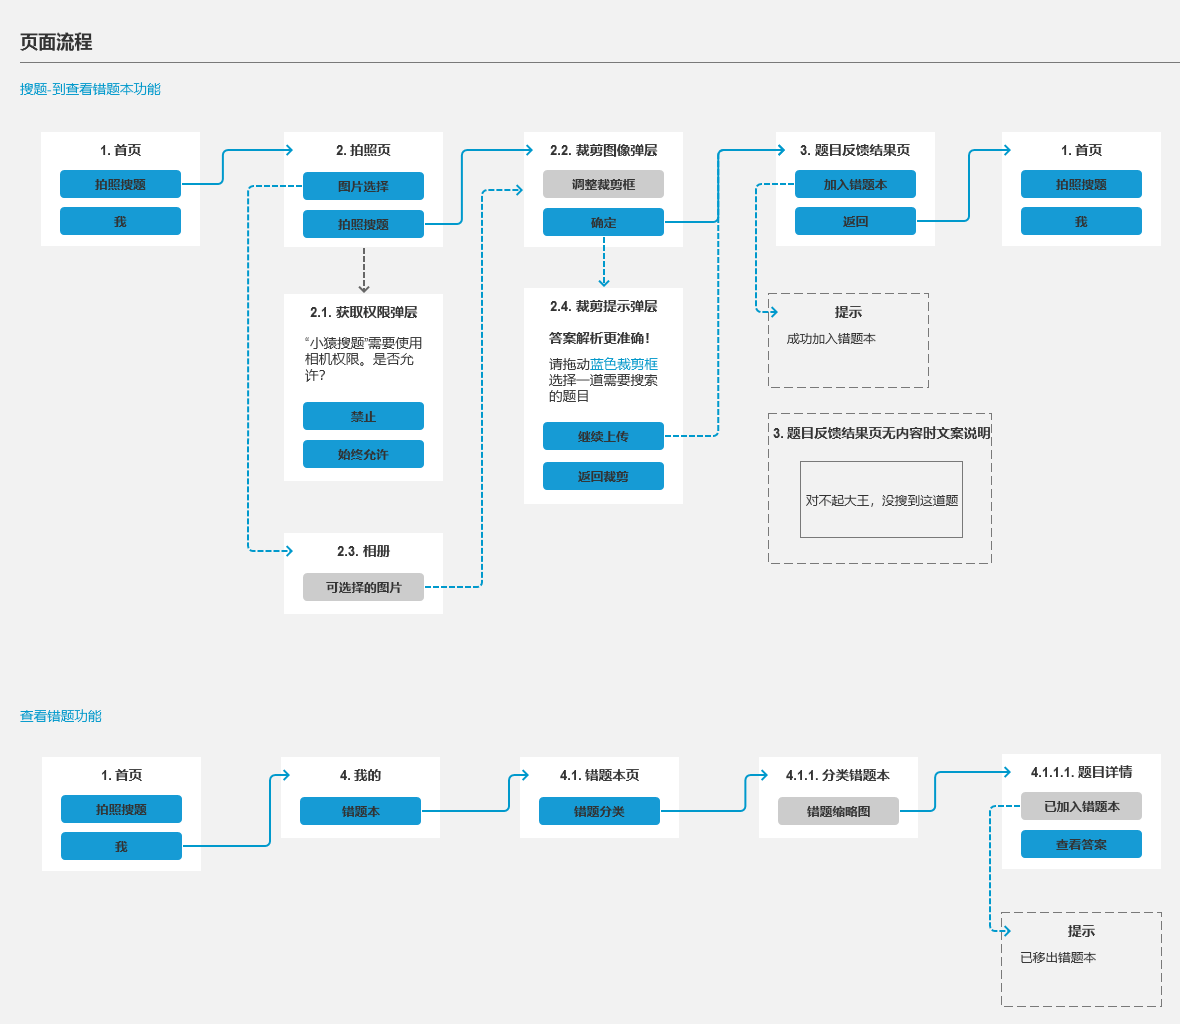 页面流程
搜题-到查看错题本功能
1. 首页
拍照搜题
我
2. 拍照页
图片选择
拍照搜题
2.1. 获取权限弹层
“小猿搜题”需要使用
相机权限。是否允
许？
禁止
始终允许
2.3. 相册
可选择的图片
2.2. 裁剪图像弹层
调整裁剪框
确定
2.4. 裁剪提示弹层
答案解析更准确！
请拖动蓝色裁剪框
选择一道需要搜索
的题目
继续上传
返回裁剪
3. 题目反馈结果页
加入错题本
返回
提示
成功加入错题本
3. 题目反馈结果页无内容时文案说明
对不起大王，没搜到这道题
1. 首页
拍照搜题
我
查看错题功能
1. 首页
拍照搜题
我
4. 我的
错题本
4.1. 错题本页
错题分类
4.1.1. 分类错题本
错题缩略图
4.1.1.1. 题目详情
已加入错题本
查看答案
提示
已移出错题本